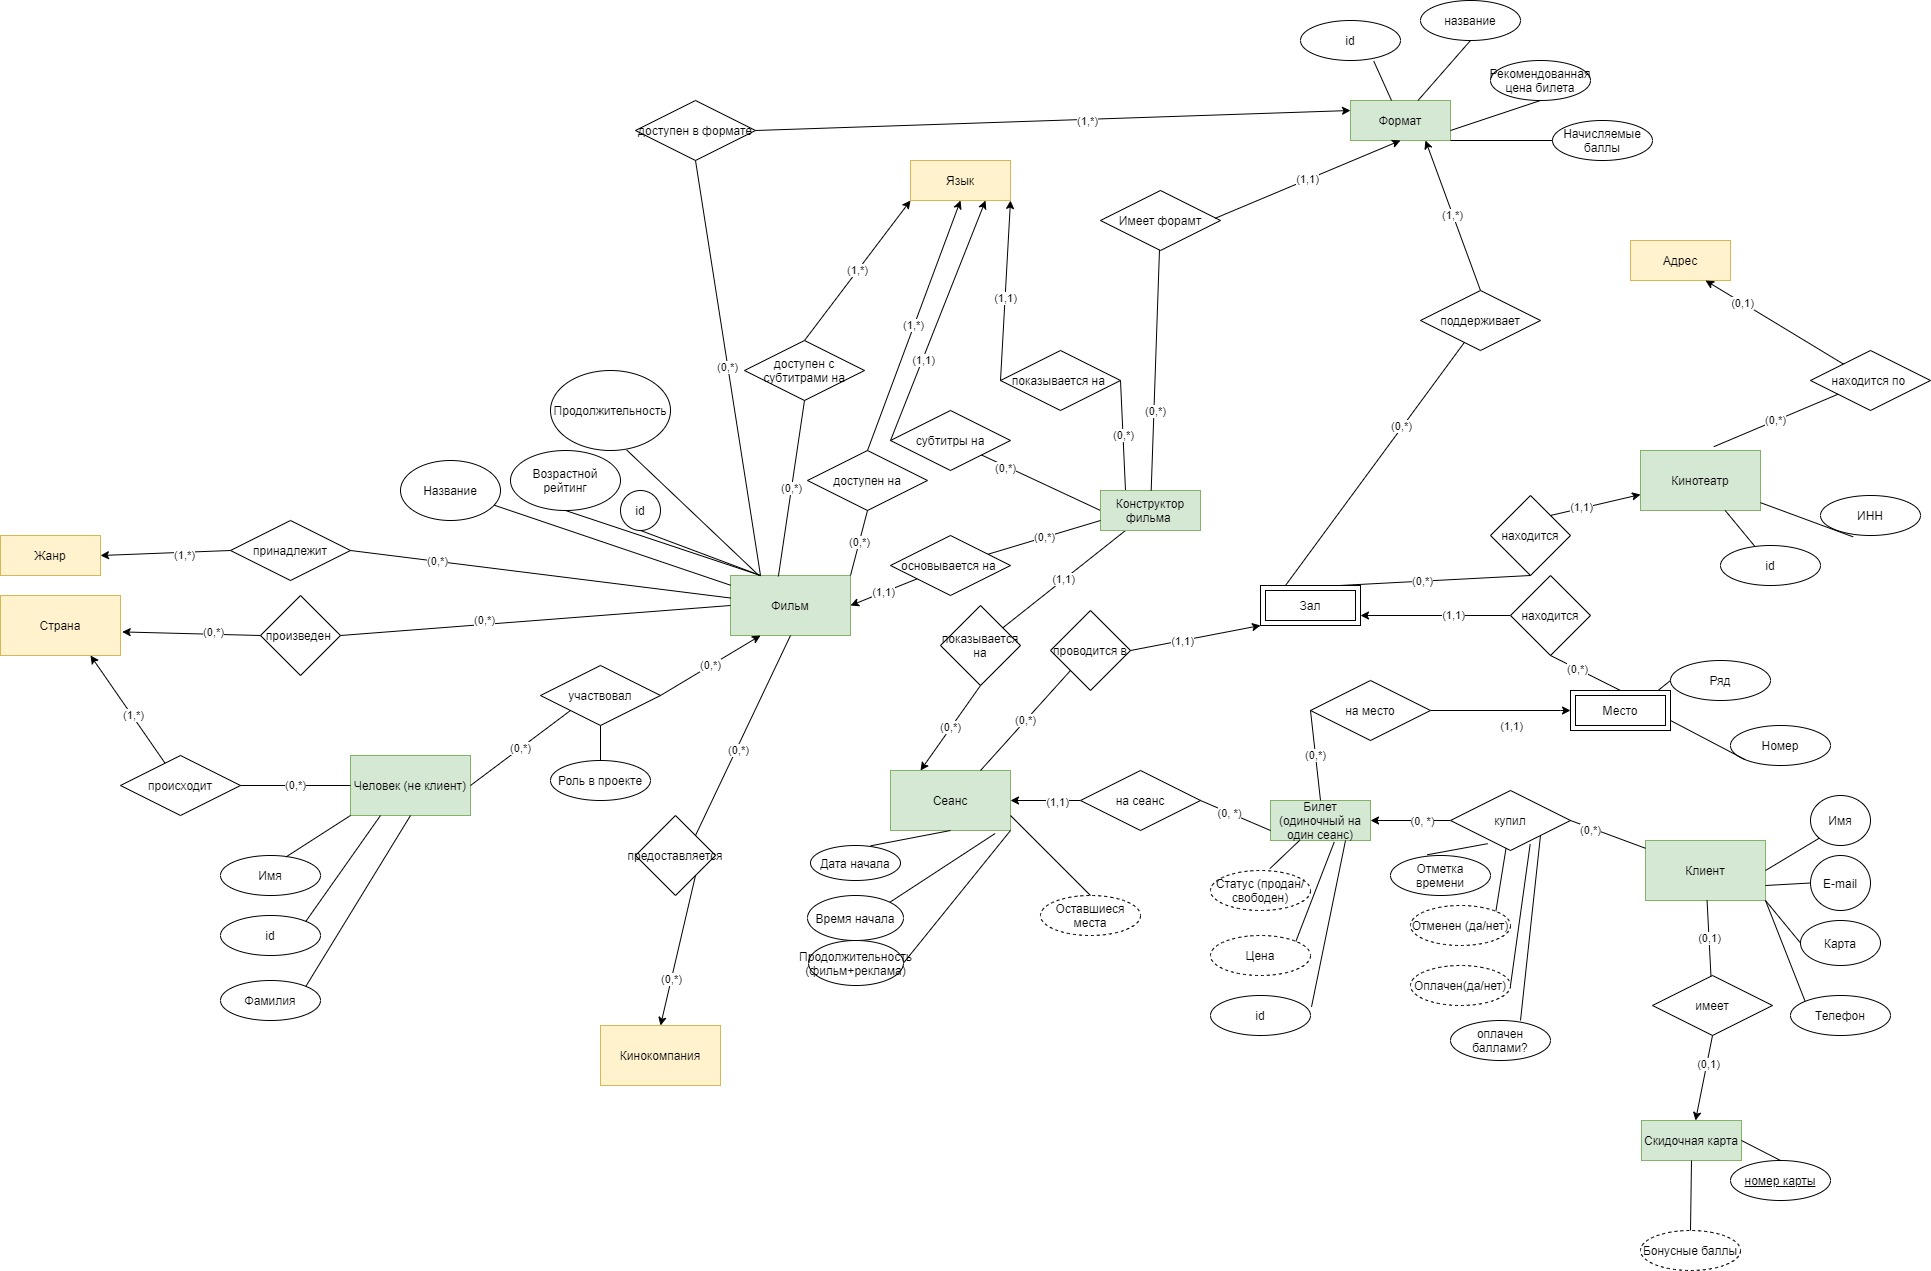 название
id
Рекомендованная
цена билета
Формат
Начисляемые
баллы
доступен в формате
(1,*)
Язык
(1,1)
Имеет форамт
(1,*)
Адрес
(1,*)
(1,1)
(0,1)
(1,*)
(1,1)
поддерживает
(0,*)
доступен с
субтитрами на
показывается на
находится по
Продолжительность
(0,*)
(0,*)
(0,*)
(0,*)
субтитры на
(0,*)
Название
Возрастной
рейтинг
(0,*)
доступен на
Кинотеатр
id
Конструктор
фильма
(1,1)
ИНН
(0,*)
(0,*)
находится
Жанр
(1,*)
принадлежит
(0,*)
основывается на
id
(1,1)
(1,1)
(0,*)
Фильм
Зал
(1,1)
находится
Страна
(0,*)
произведен
(0,*)
показывается
на
проводится в
(1,1)
(0,*)
(0,*)
участвовал
Ряд
(1,*)
(0,*)
на место
(1,1)
Место
(0,*)
(0,*)
(0,*)
(0,*)
Номер
происходит
(0,*)
Человек (не клиент)
Роль в проекте
Сеанс
(1,1)
на сеанс
(0, *)
Билет
(одиночный на
один сеанс)
(0, *)
купил
(0,*)
Имя
предоставляется
Дата начала
Клиент
Имя
Отметка
времени
E-mail
Статус (продан/
свободен)
Время начала
Оставшиеся
места
Отменен (да/нет)
id
(0,1)
Карта
Продолжительность
(фильм+реклама)
Цена
(0,*)
Оплачен(да/нет)
Фамилия
id
имеет
Телефон
оплачен
баллами?
Кинокомпания
(0,1)
Скидочная карта
номер карты
Бонусные баллы